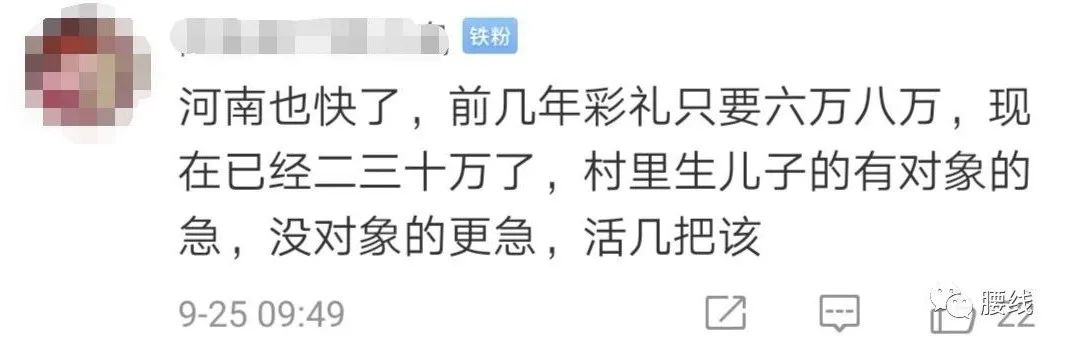 铁粉
河南也快了，前几年彩礼只要六万八万，现
在已经二三十万了，村里生儿子的有对象的
急，没对象的更急，活几把该
9-25 09:49
腰线
22